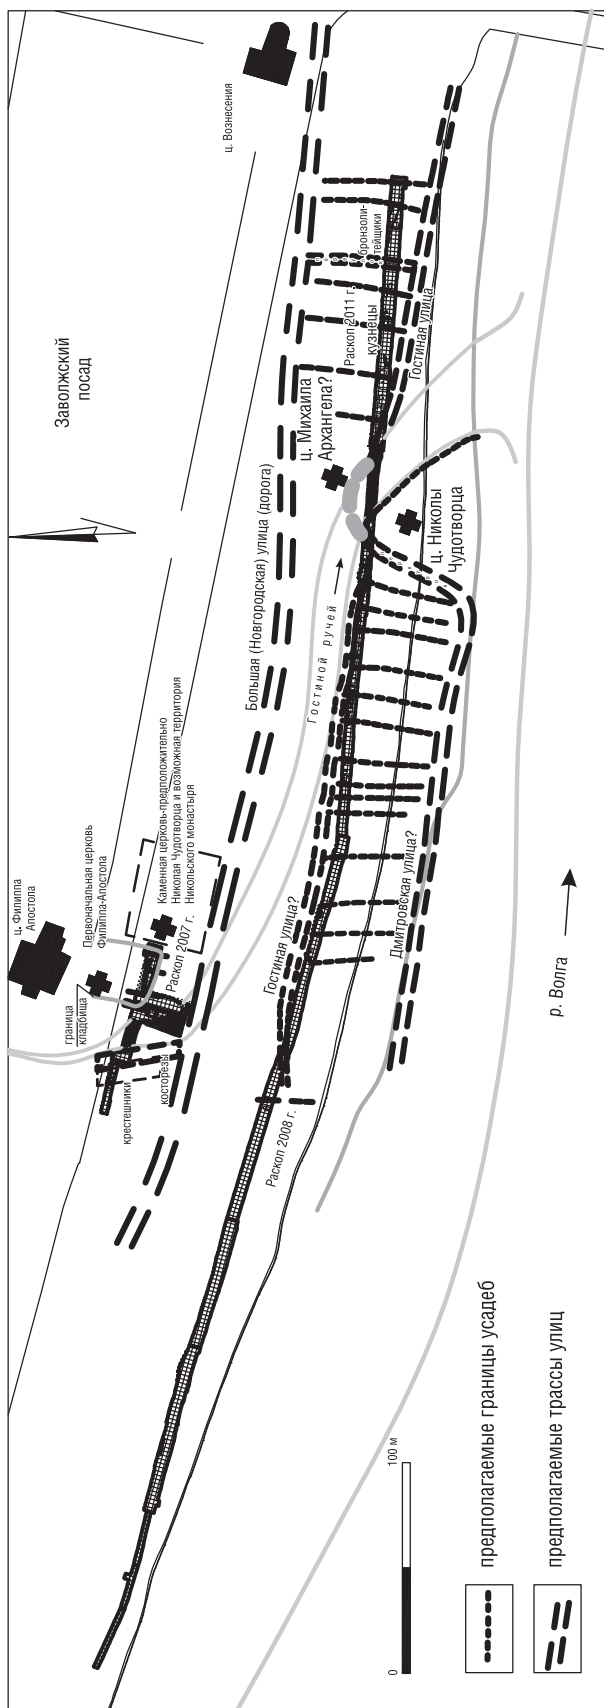 Заволжский
посад
ц. Вознесения
ц. Филиппа
Апостола
Первоначальная церковь
Филиппа-Апостола
граница
кладбища
Каменная церковь-предположительно
Николая Чудотворца и возможная территория
Никольского монастыря
Раскоп 2007 г.
крестешники
косторезы
Большая (Новгородская) улица (дорога)
Гостиной ручей
ц. Михаила
Архангела?
Раскоп 2011 г.
кузнецы
бронзоли-
тейщики
Гостиная улица
ц. Николы
Чудотворца
Гостиная улица?
Дмитровская улица?
Раскоп 2008 г.
р. Волга
0
100 м
предполагаемые границы усадеб
предполагаемые трассы улиц